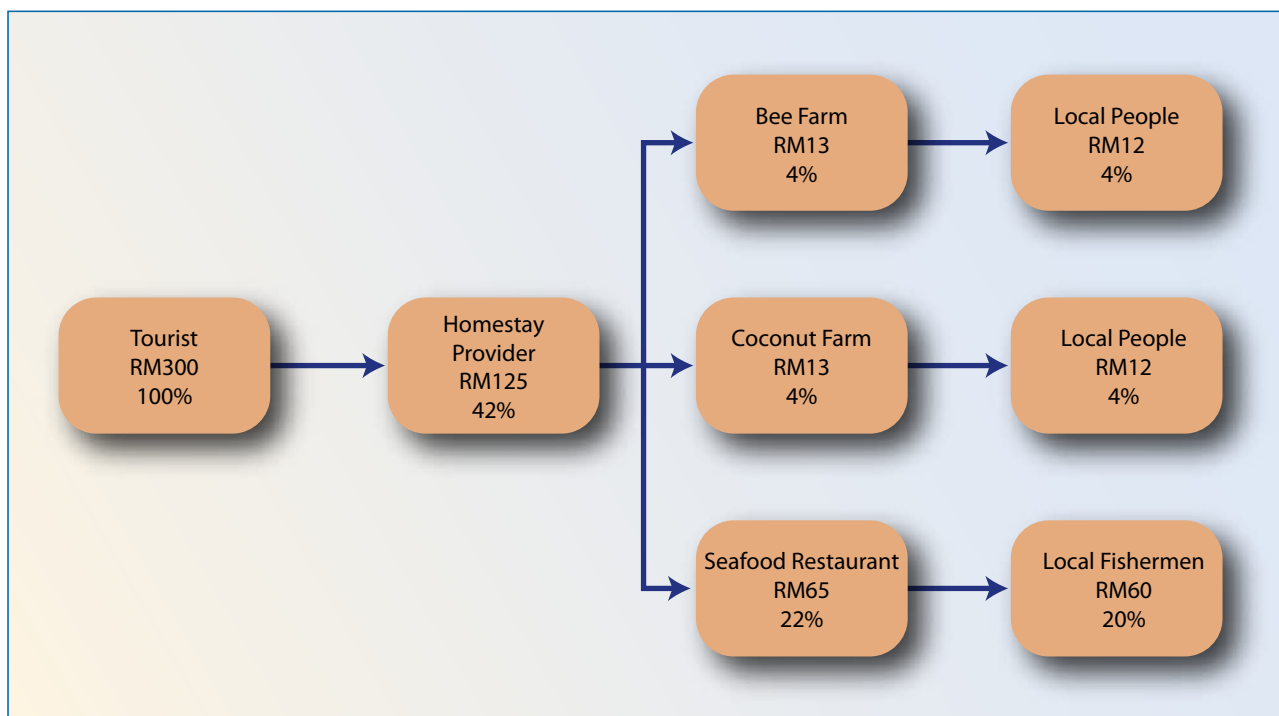 Tourist
RM300
100%
Homestay
Provider
RM125
42%
Bee Farm
RM13
4%
Local People
RM12
4%
Coconut Farm
RM13
4%
Local People
RM12
4%
Seafood Restaurant
RM65
22%
Local Fishermen
RM60
20%